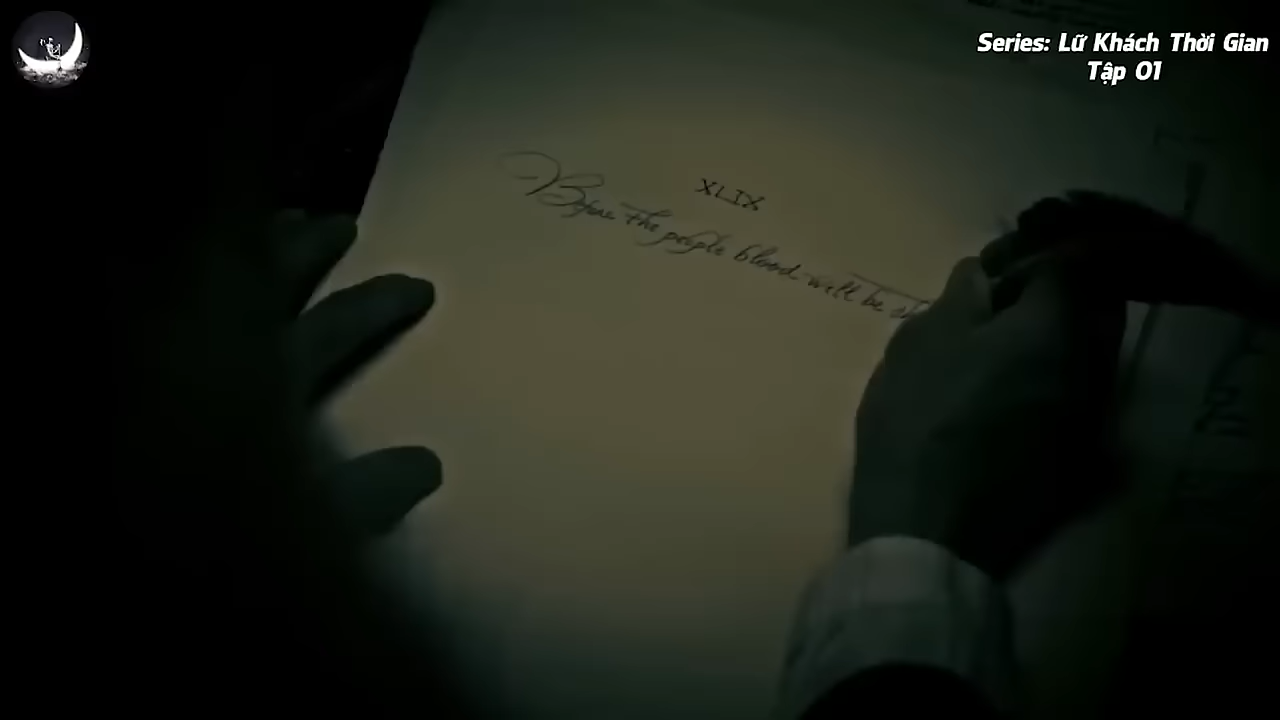 Series: Lữ Khách Thời Gian
Tập 01
XLIX
Before the people blood will be